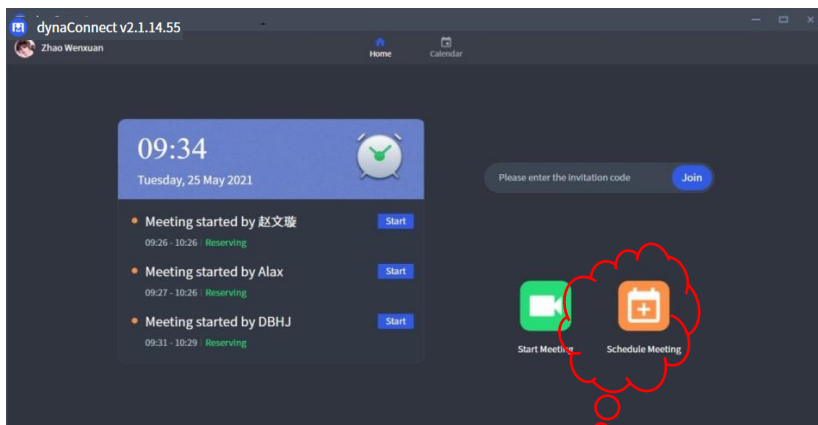 dynaConnect v2.1.14.55
Zhao Wenxuan
Home
Calendar
09:34
Tuesday, 25 May 2021
Meeting started by 赵文璇
Start
09:26 - 10:26 | Reserving
Meeting started by Alax
Start
09:27 - 10:26 | Reserving
Meeting started by DBHJ
Start
09:31 - 10:29 | Reserving
Please enter the invitation code
Join
Start Meeting
Schedule Meeting